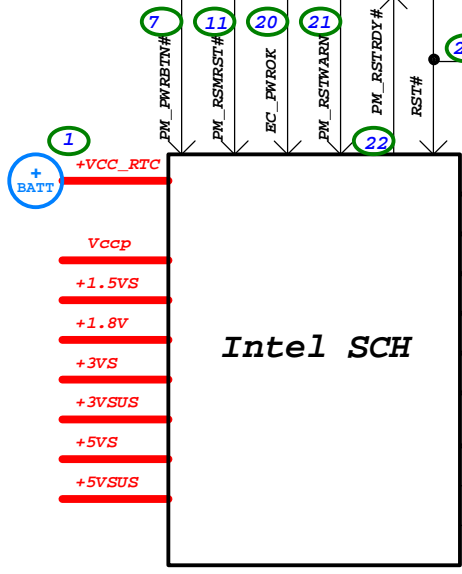 7
11
20
21
2
PM_PWRBTN#
PM_RSMRST#
EC_PWROK
PM_RSTWARN
PM_RSTRDY#
RST#
1
22
+VCC_RTC
+
BATT
Vccp
+1.5VS
+1.8V
+3VS
+3VSUS
+5VS
+5VSUS
Intel SCH